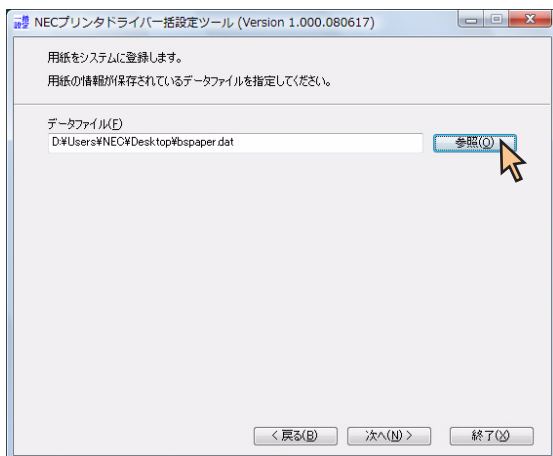 一括設定 NECプリンタドライバー括設定ツール (Version 1.000.080617)
用紙をシステムに登録します。
用紙の情報が保存されているデータファイルを指定してください。
データファイル(F)
D:¥Users¥NEC¥Desktop¥bspaper.dat
参照(O)
< 戻る(B)
次へ(N) >
終了(X)